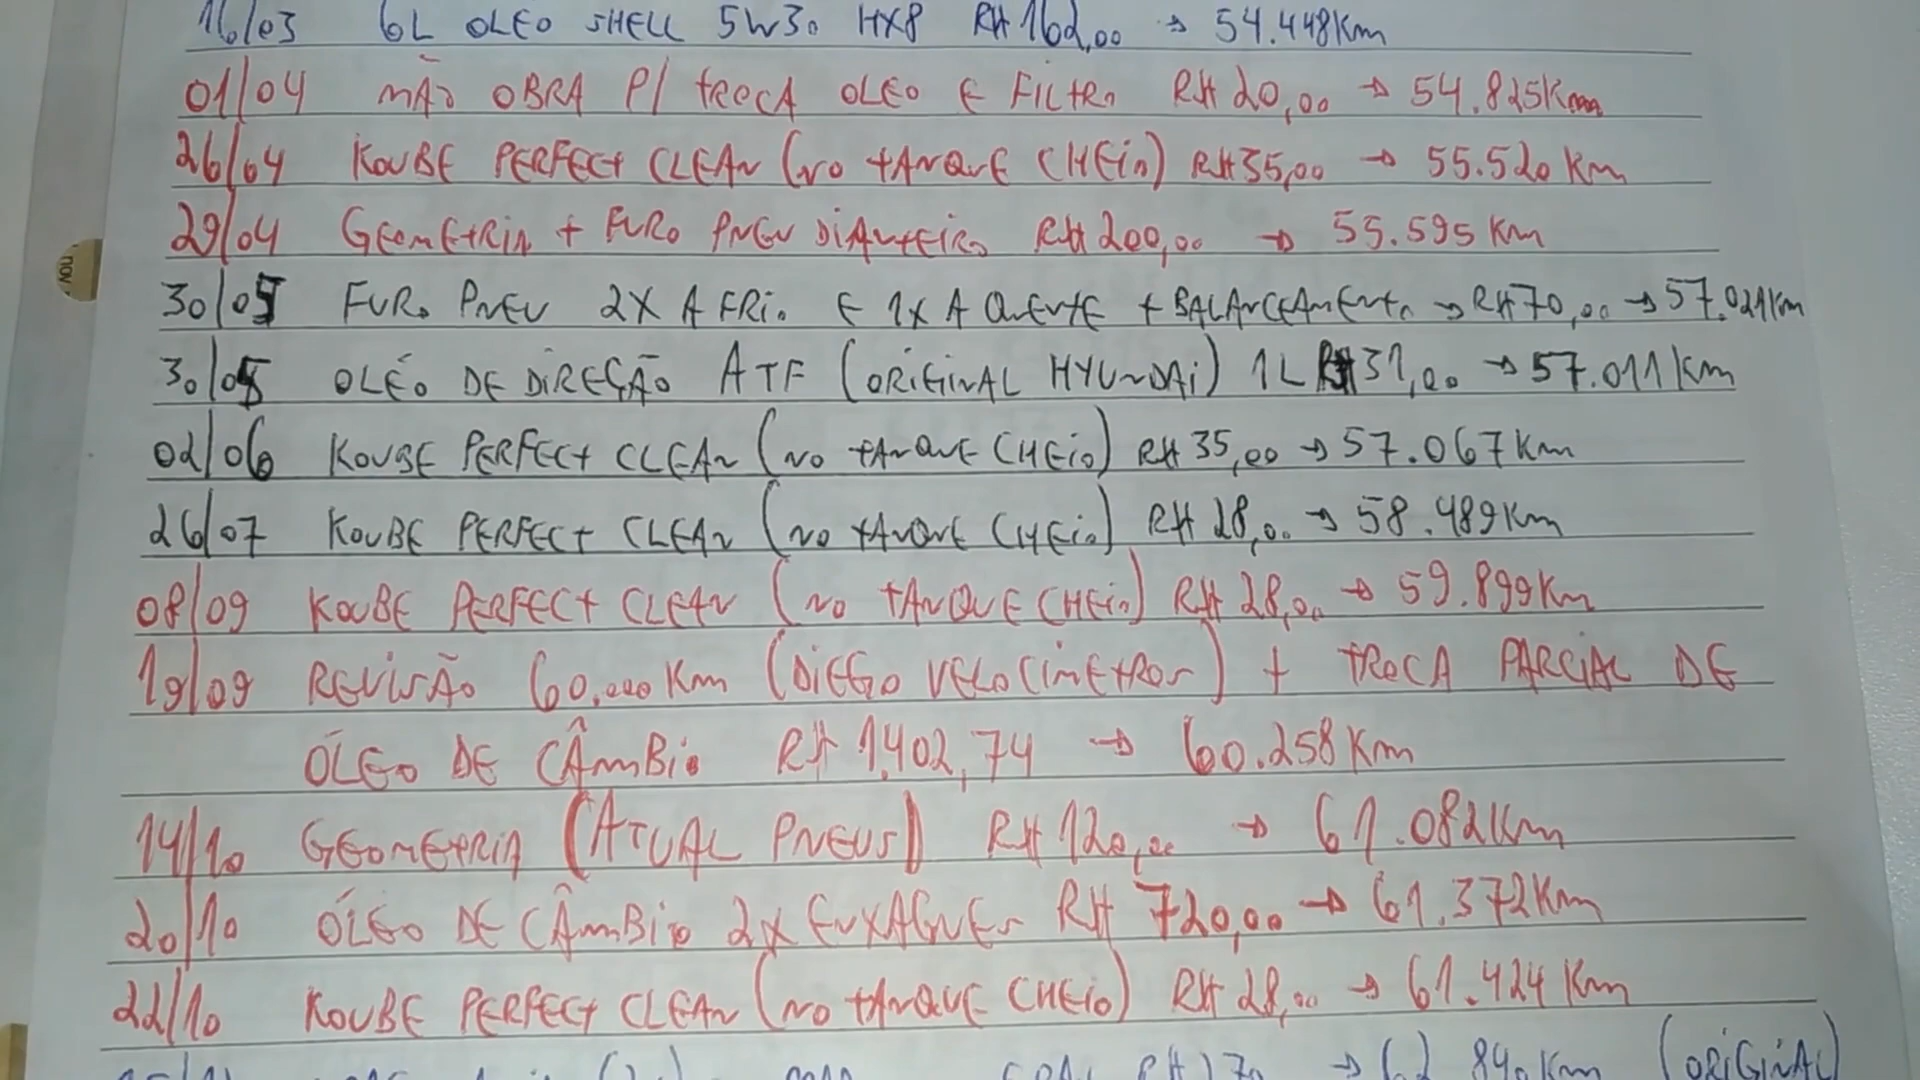 16/03 6L OLEO SHELL 5W30 HX8 R$ 162,00 → 54.448Km
01/04 MÃO OBRA P/ TROCA OLEO E FILTRO R$ 20,00 → 54.825Km
26/04 KOUBE PERFECT CLEAN (NO TANQUE CHEIO) R$ 35,00 → 55.520 Km
29/04 GEOMETRIA + FURO PNEU DIANTEIRO R$ 200,00 → 55.595 Km
30/05 FURO PNEU 2X A FRIO E 1X A QUENTE + BALANCEAMENTO → R$ 70,00 → 57.021Km
30/05 OLÉO DE DIREÇÃO ATF (ORIGINAL HYUNDAI) 1L R$ 31,00 → 57.011 Km
02/06 KOUBE PERFECT CLEAN (NO TANQUE CHEIO) R$ 35,00 → 57.067 Km
26/07 KOUBE PERFECT CLEAN (NO TANQUE CHEIO) R$ 28,00 → 58.489Km
08/09 KOUBE PERFECT CLEAN (NO TANQUE CHEIO) R$ 28,00 → 59.899Km
19/09 REVISÃO 60.000 Km (DIEGO VELOCIMETROS) + TROCA PARCIAL DE
ÓLEO DE CÂMBIO R$ 1.402,74 → 60.258 Km
14/10 GEOMETRIA (ATUAL PNEUS) R$ 120,00 → 61.082Km
20/10 ÓLEO DE CÂMBIO 2X ENXAGUES R$ 720,00 → 61.372Km
22/10 KOUBE PERFECT CLEAN (NO TANQUE CHEIO) R$ 28,00 → 61.424 Km
(ORIGINAL)
nov